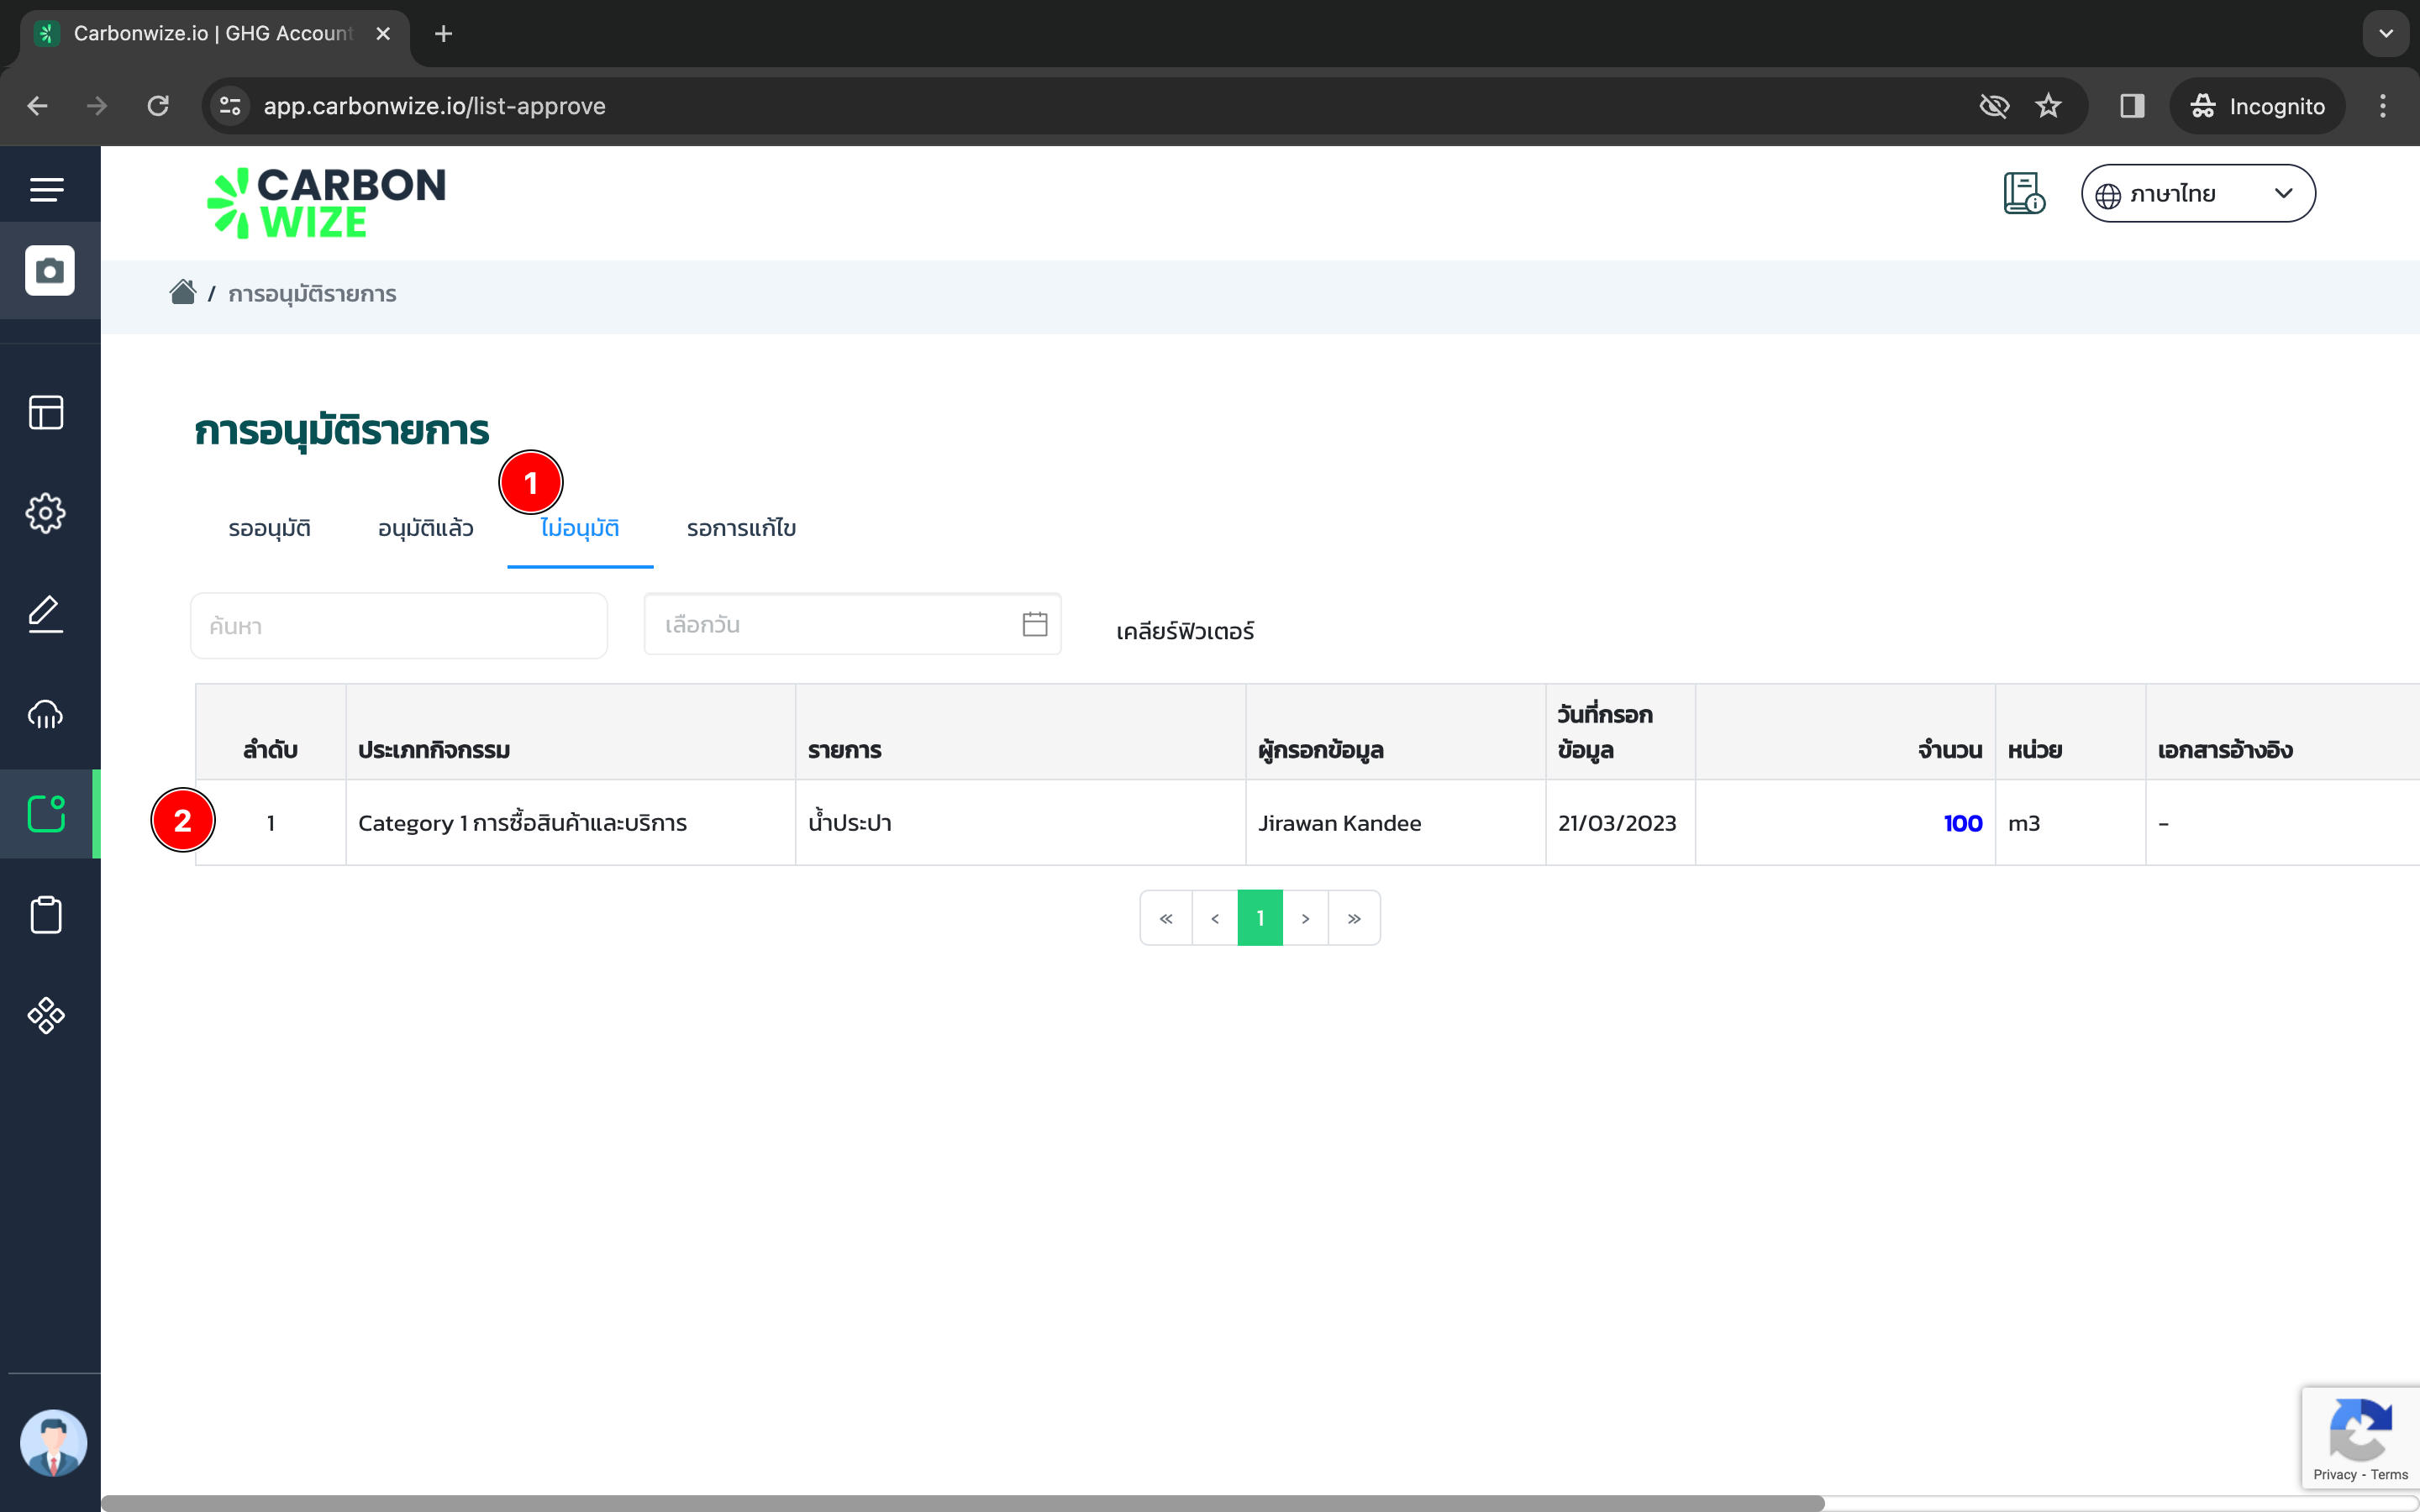 Carbonwize.io | GHG Account
app.carbonwize.io/list-approve
Incognito
CARBON
WIZE
ภาษาไทย
/ การอนุมัติรายการ
การอนุมัติรายการ
1
รออนุมัติ อนุมัติแล้ว ไม่อนุมัติ รอการแก้ไข
ค้นหา เลือกวัน เคลียร์ฟิวเตอร์
ลำดับ ประเภทกิจกรรม รายการ ผู้กรอกข้อมูล วันที่กรอก
ข้อมูล จำนวน หน่วย เอกสารอ้างอิง
2 1 Category 1 การซื้อสินค้าและบริการ น้ำประปา Jirawan Kandee 21/03/2023 100 m3 -
« < 1 > »
Privacy - Terms